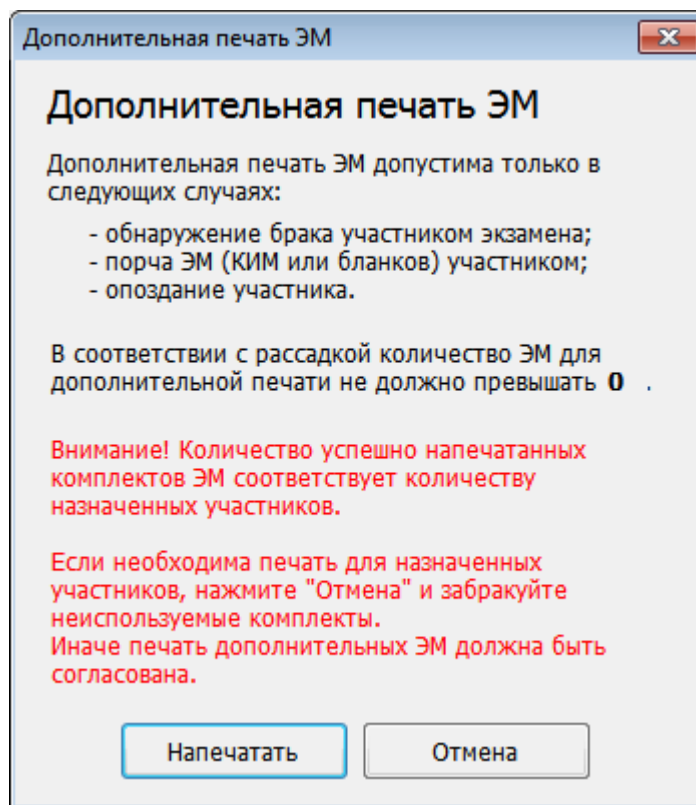 Дополнительная печать ЭМ
Дополнительная печать ЭМ
Дополнительная печать ЭМ допустима только в
следующих случаях:
- обнаружение брака участником экзамена;
- порча ЭМ (КИМ или бланков) участником;
- опоздание участника.
В соответствии с рассадкой количество ЭМ для
дополнительной печати не должно превышать 0 .
Внимание! Количество успешно напечатанных
комплектов ЭМ соответствует количеству
назначенных участников.
Если необходима печать для назначенных
участников, нажмите "Отмена" и забракуйте
неиспользуемые комплекты.
Иначе печать дополнительных ЭМ должна быть
согласована.
Напечатать Отмена